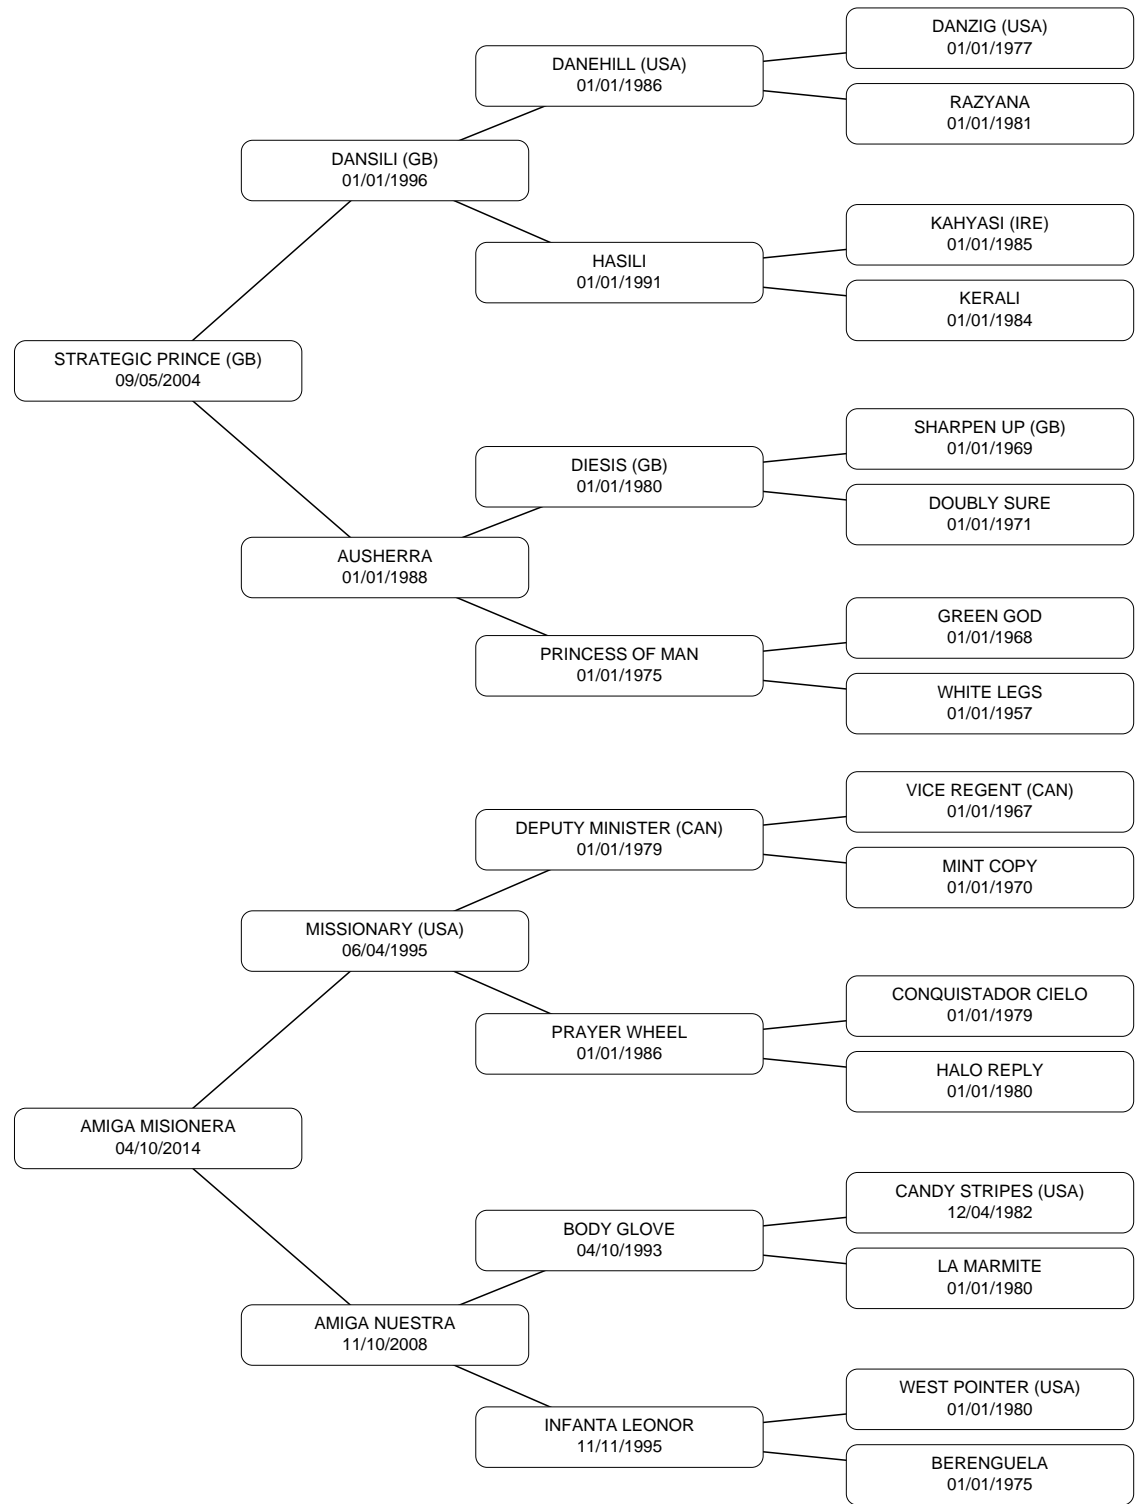 DANZIG (USA)
01/01/1977
DANEHILL (USA)
01/01/1986
RAZYANA
01/01/1981
DANSILI (GB)
01/01/1996
KAHYASI (IRE)
01/01/1985
HASILI
01/01/1991
KERALI
01/01/1984
STRATEGIC PRINCE (GB)
09/05/2004
SHARPEN UP (GB)
01/01/1969
DIESIS (GB)
01/01/1980
DOUBLY SURE
01/01/1971
AUSHERRA
01/01/1988
GREEN GOD
01/01/1968
PRINCESS OF MAN
01/01/1975
WHITE LEGS
01/01/1957
VICE REGENT (CAN)
01/01/1967
DEPUTY MINISTER (CAN)
01/01/1979
MINT COPY
01/01/1970
MISSIONARY (USA)
06/04/1995
CONQUISTADOR CIELO
01/01/1979
PRAYER WHEEL
01/01/1986
HALO REPLY
01/01/1980
AMIGA MISIONERA
04/10/2014
CANDY STRIPES (USA)
12/04/1982
BODY GLOVE
04/10/1993
LA MARMITE
01/01/1980
AMIGA NUESTRA
11/10/2008
WEST POINTER (USA)
01/01/1980
INFANTA LEONOR
11/11/1995
BERENGUELA
01/01/1975